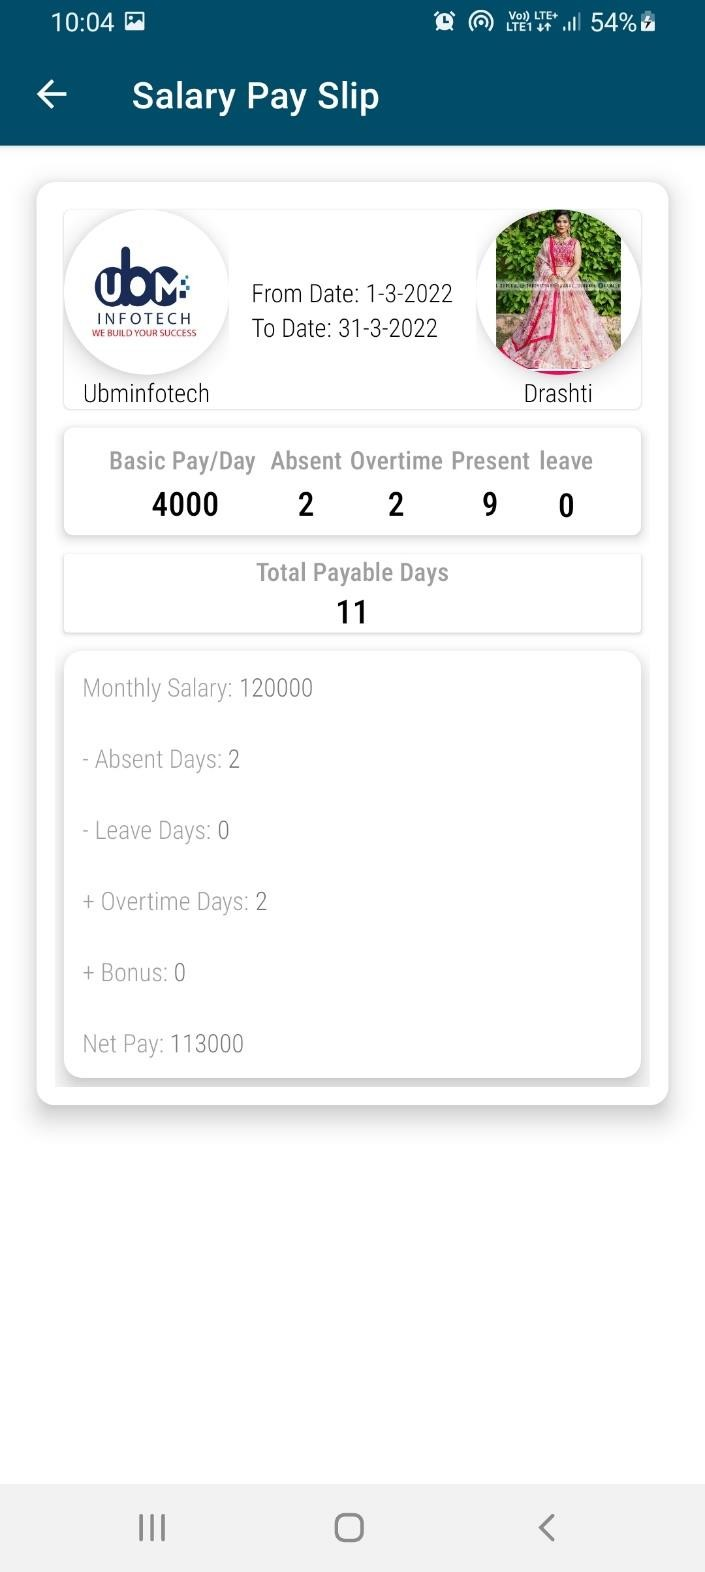 10:04
Vo)) LTE+
LTE1
54%
Salary Pay Slip
ubm
INFOTECH
WE BUILD YOUR SUCCESS
From Date: 1-3-2022
To Date: 31-3-2022
Ubminfotech
Drashti
Basic Pay/Day Absent Overtime Present leave
4000 2 2 9 0
Total Payable Days
11
Monthly Salary: 120000
- Absent Days: 2
- Leave Days: 0
+ Overtime Days: 2
+ Bonus: 0
Net Pay: 113000